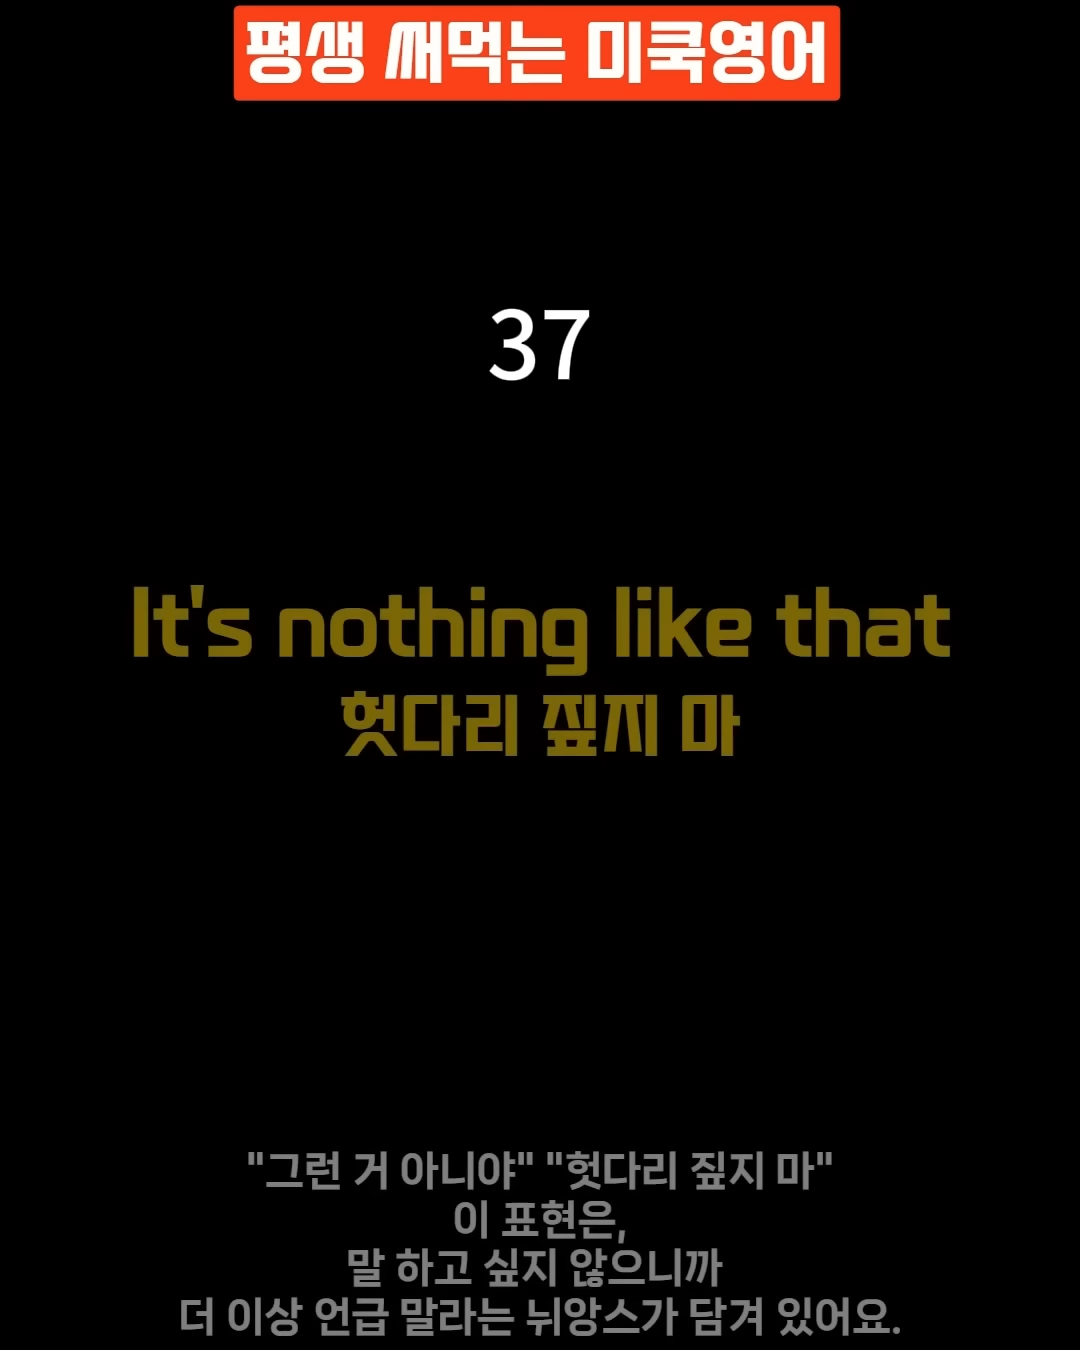 평생 써먹는 미쿡영어
37
It's nothing like that
헛다리 짚지 마
"그런 거 아니야" "헛다리 짚지 마"
이 표현은,
말 하고 싶지 않으니까
더 이상 언급 말라는 뉘앙스가 담겨 있어요.